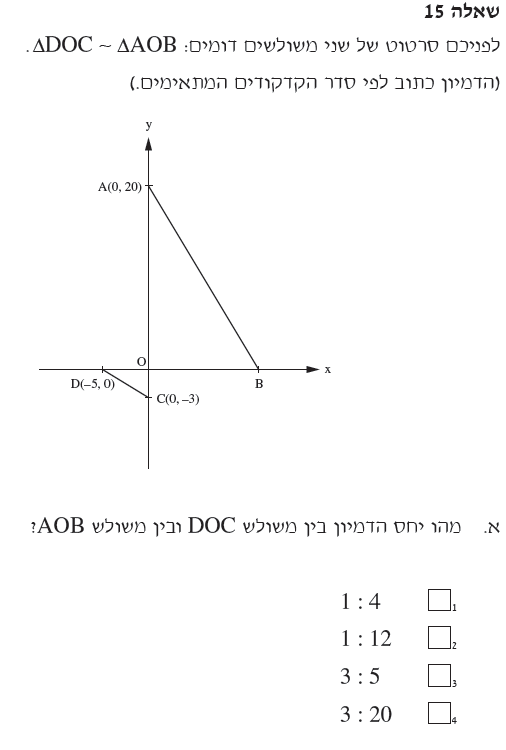 שאלה 15
לפניכם סרטוט של שני משולשים דומים: ΔDOC ~ ΔAOB.
(הדמיון כתוב לפי סדר הקדקודים המתאימים.)
y
A(0, 20)
O
x
D(–5, 0)
B
C(0, –3)
א. מהו יחס הדמיון בין משולש DOC ובין משולש AOB?
1 : 4 1
1 : 12 2
3 : 5 3
3 : 20 4